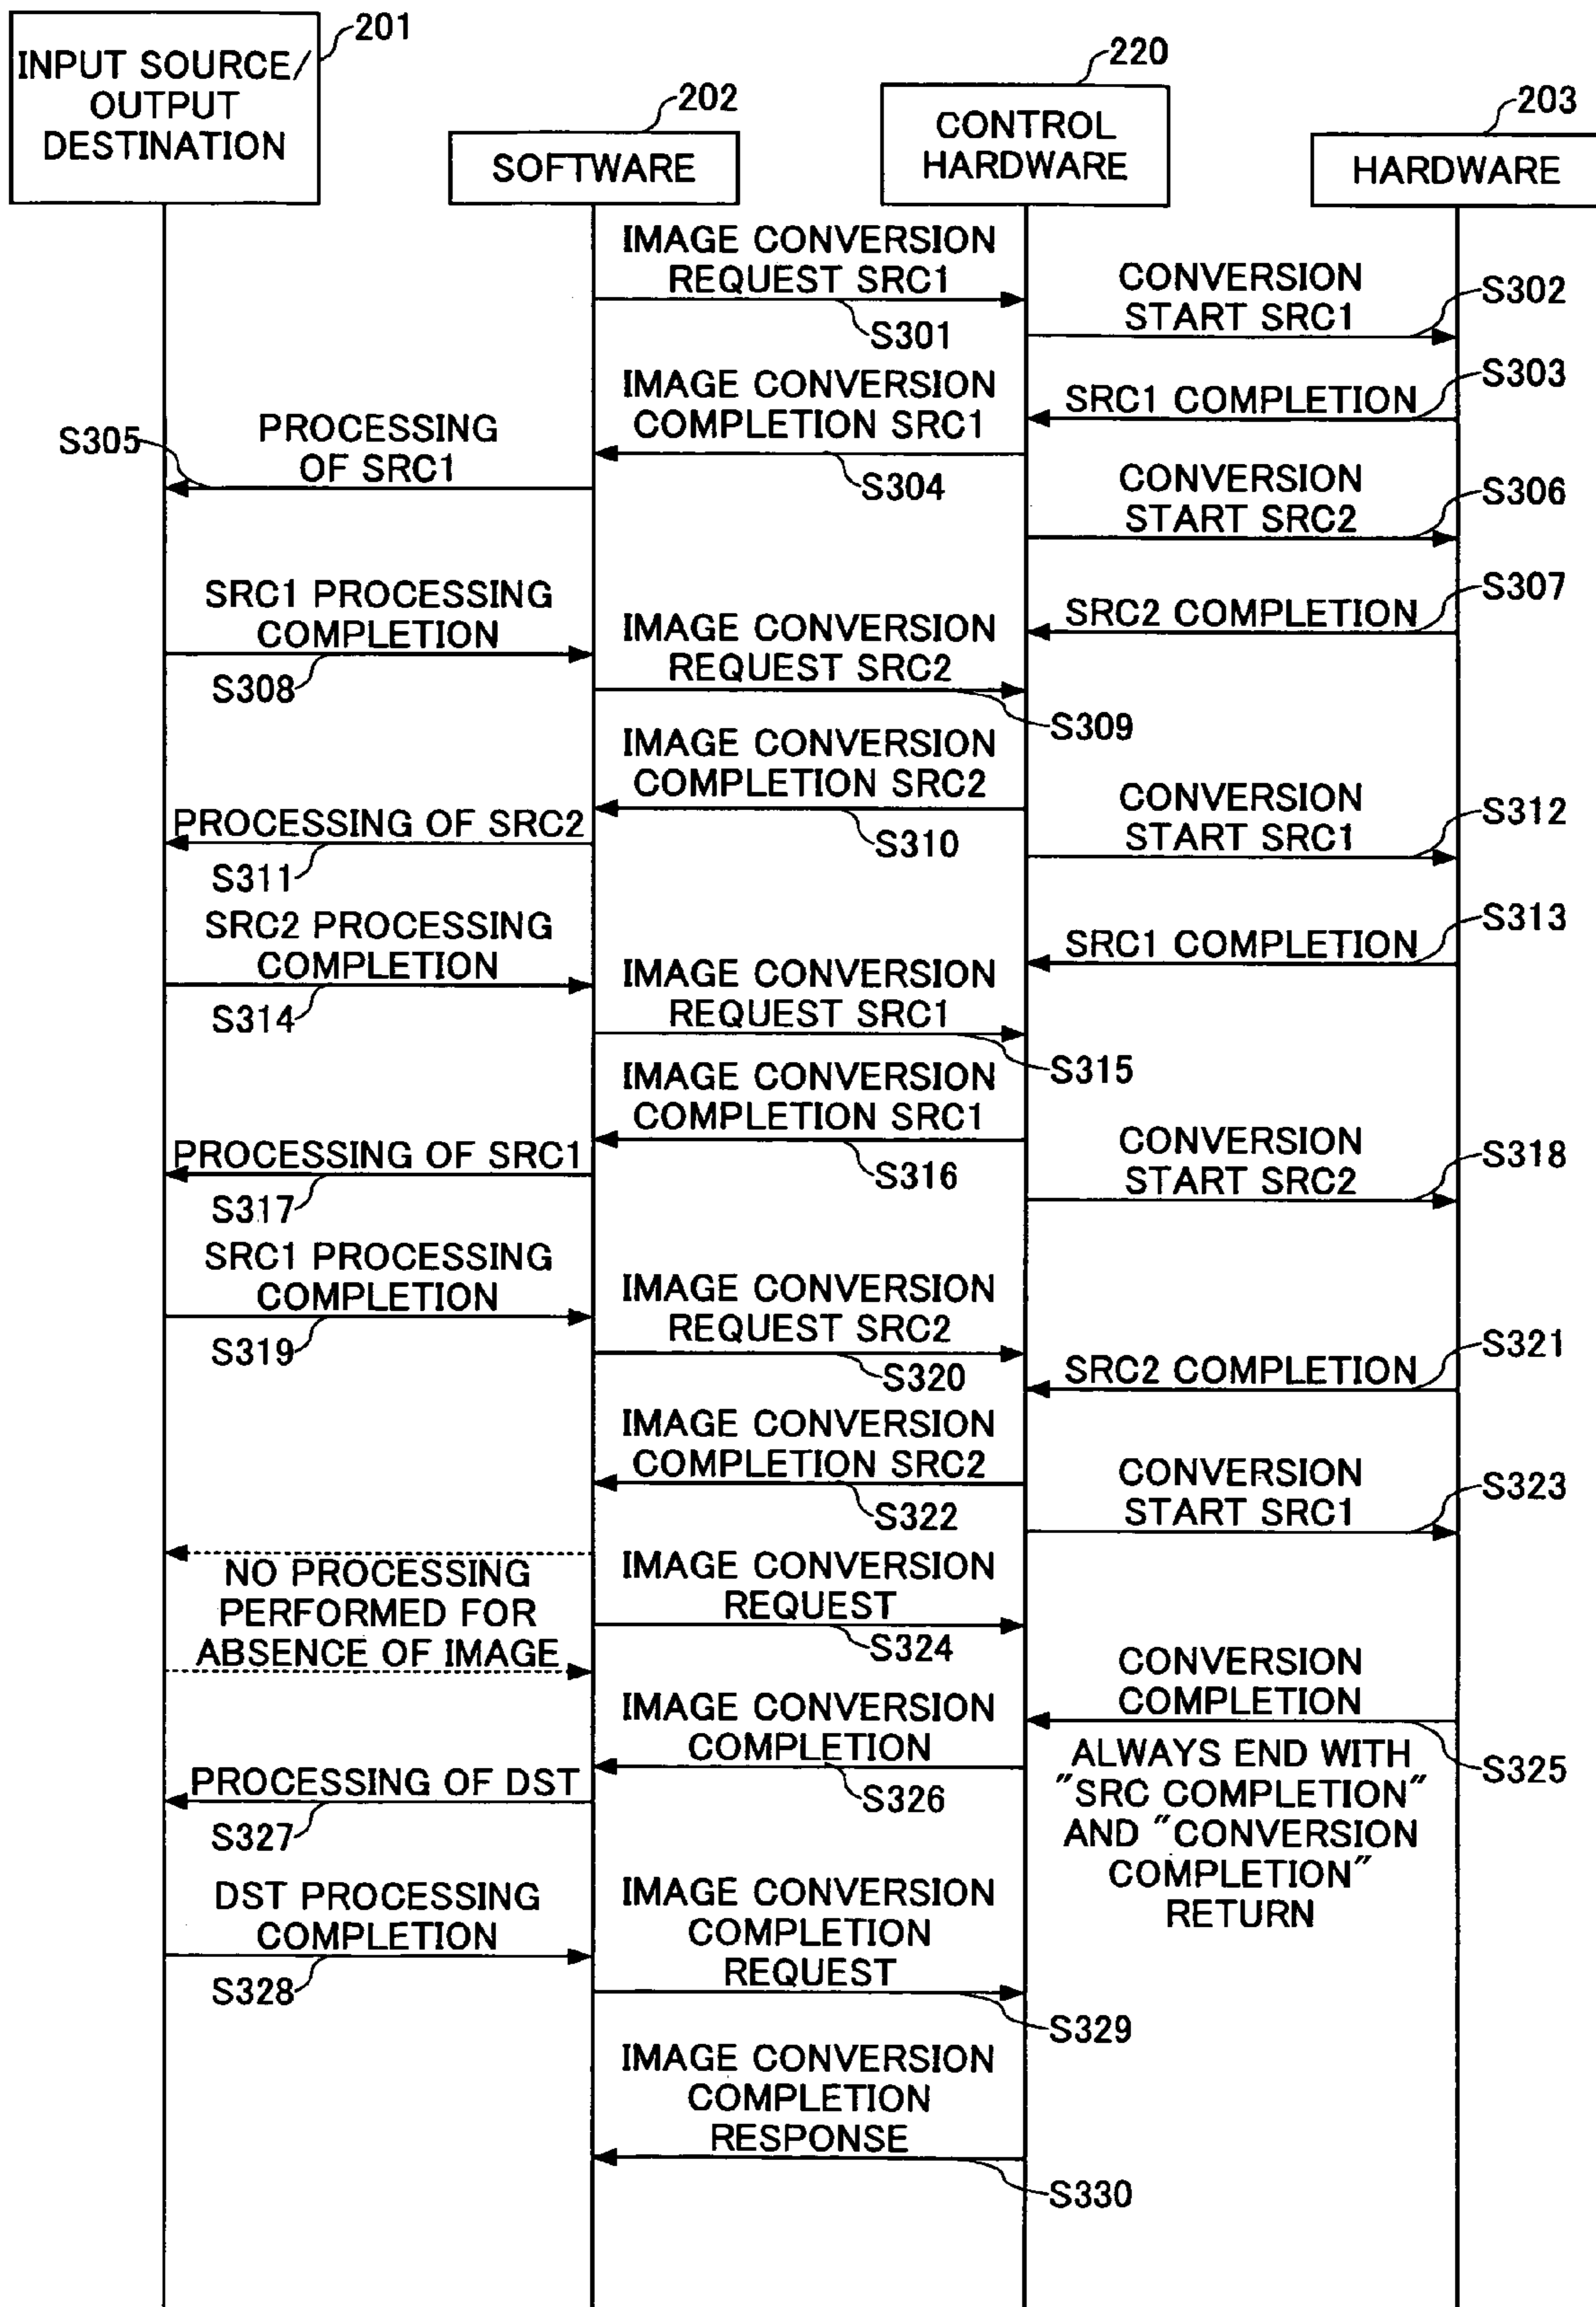 201
INPUT SOURCE/
OUTPUT
DESTINATION
202
SOFTWARE
220
CONTROL
HARDWARE
203
HARDWARE
IMAGE CONVERSION
REQUEST SRC1
S301
CONVERSION
START SRC1
S302
SRC1 COMPLETION
S303
IMAGE CONVERSION
COMPLETION SRC1
S304
S305
PROCESSING
OF SRC1
CONVERSION
START SRC2
S306
SRC2 COMPLETION
S307
SRC1 PROCESSING
COMPLETION
S308
IMAGE CONVERSION
REQUEST SRC2
S309
IMAGE CONVERSION
COMPLETION SRC2
S310
PROCESSING OF SRC2
S311
CONVERSION
START SRC1
S312
SRC1 COMPLETION
S313
SRC2 PROCESSING
COMPLETION
S314
IMAGE CONVERSION
REQUEST SRC1
S315
IMAGE CONVERSION
COMPLETION SRC1
S316
PROCESSING OF SRC1
S317
CONVERSION
START SRC2
S318
SRC1 PROCESSING
COMPLETION
S319
IMAGE CONVERSION
REQUEST SRC2
S320
SRC2 COMPLETION
S321
IMAGE CONVERSION
COMPLETION SRC2
S322
CONVERSION
START SRC1
S323
NO PROCESSING
PERFORMED FOR
ABSENCE OF IMAGE
IMAGE CONVERSION
REQUEST
S324
CONVERSION
COMPLETION
S325
ALWAYS END WITH
"SRC COMPLETION"
AND "CONVERSION
COMPLETION"
RETURN
IMAGE CONVERSION
COMPLETION
S326
PROCESSING OF DST
S327
DST PROCESSING
COMPLETION
S328
IMAGE CONVERSION
COMPLETION
REQUEST
S329
IMAGE CONVERSION
COMPLETION
RESPONSE
S330